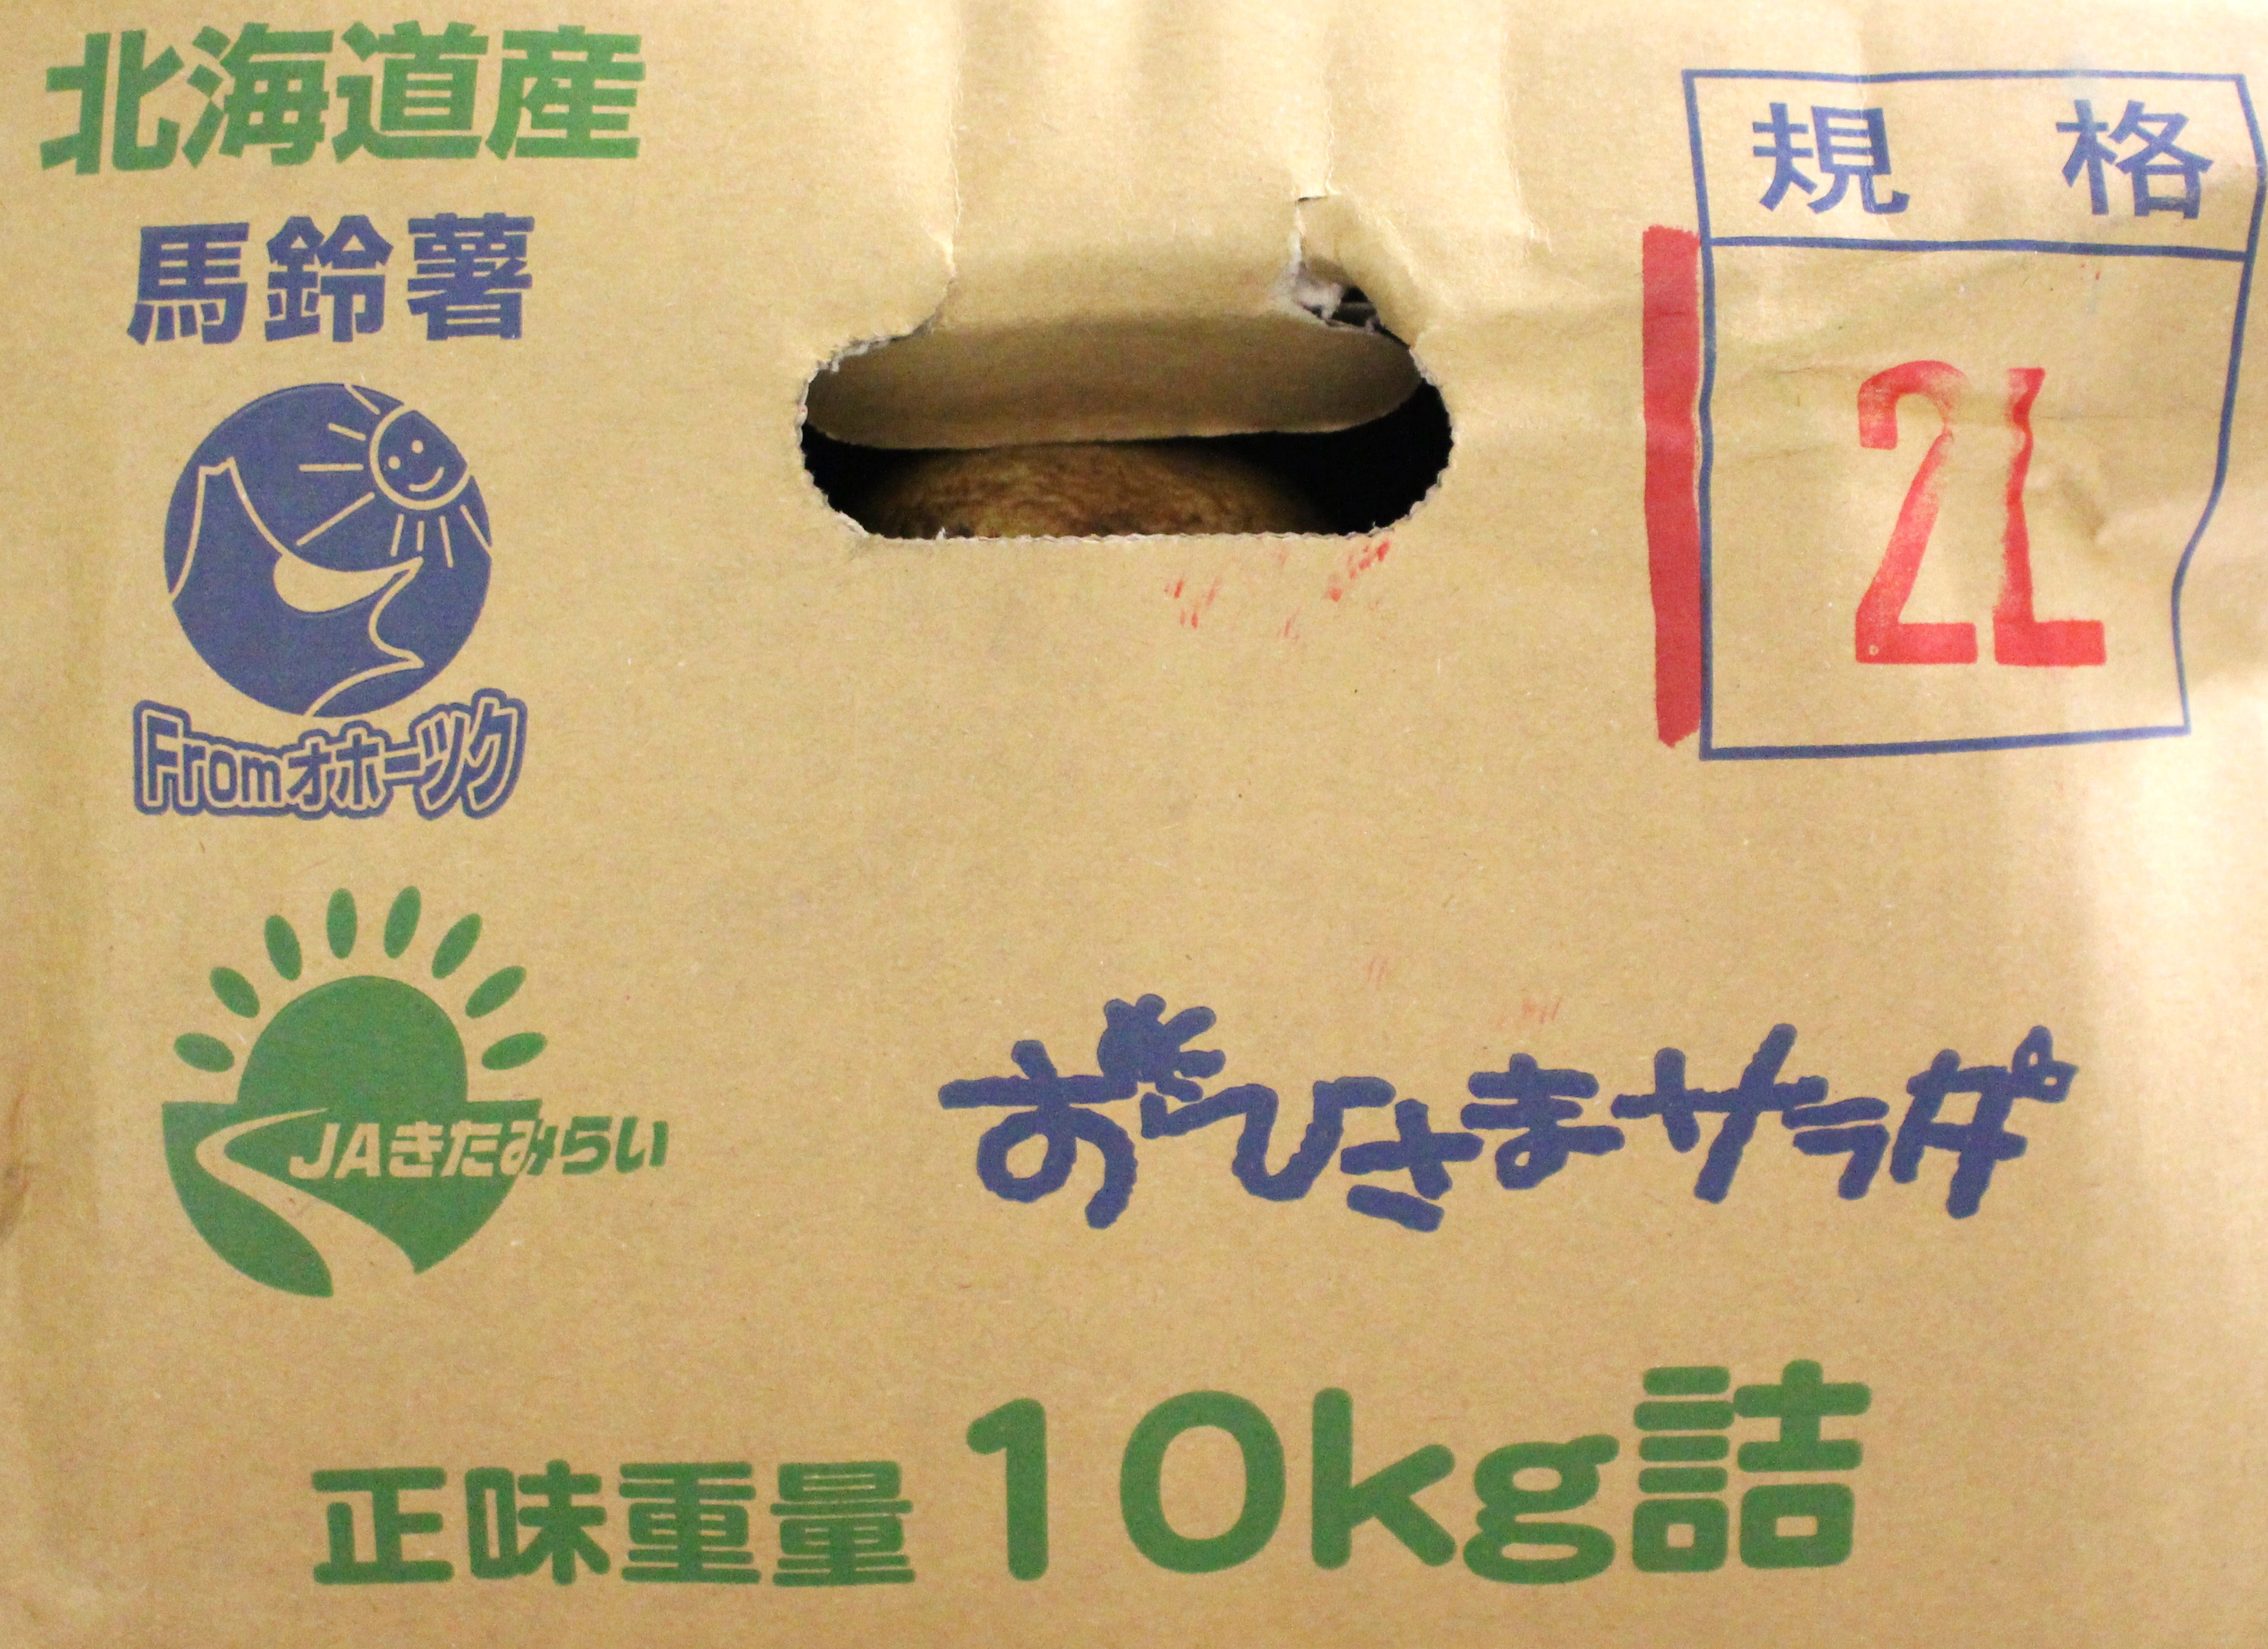 北海道産
馬鈴薯
Fromオホーツク
JAきたみらい
規格
2L
おひさまサラダ
正味重量10kg詰